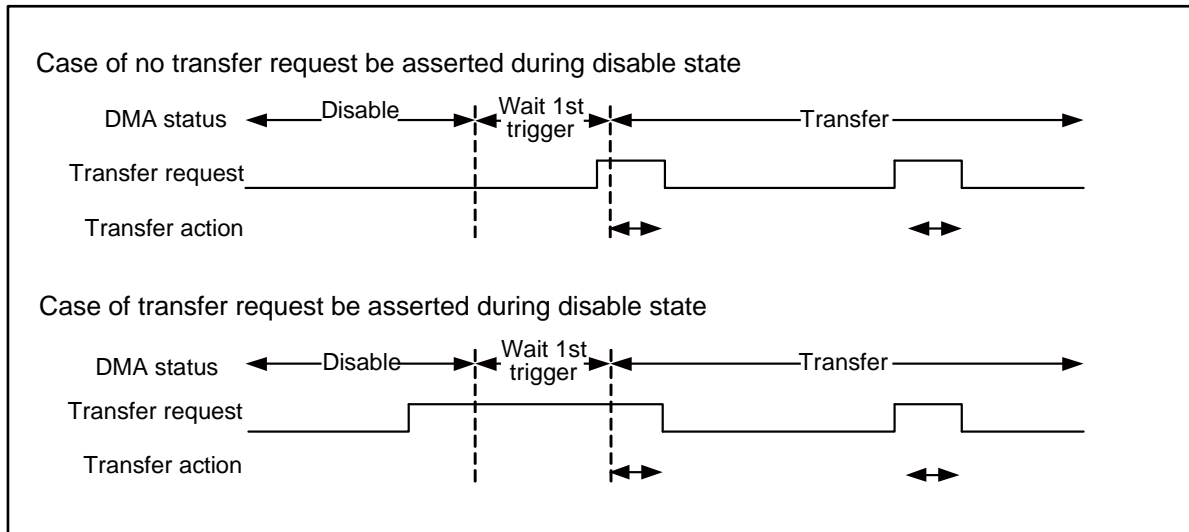 Case of no transfer request be asserted during disable state
DMA status
Disable
Wait 1st
trigger
Transfer
Transfer request
Transfer action
Case of transfer request be asserted during disable state
DMA status
Disable
Wait 1st
trigger
Transfer
Transfer request
Transfer action